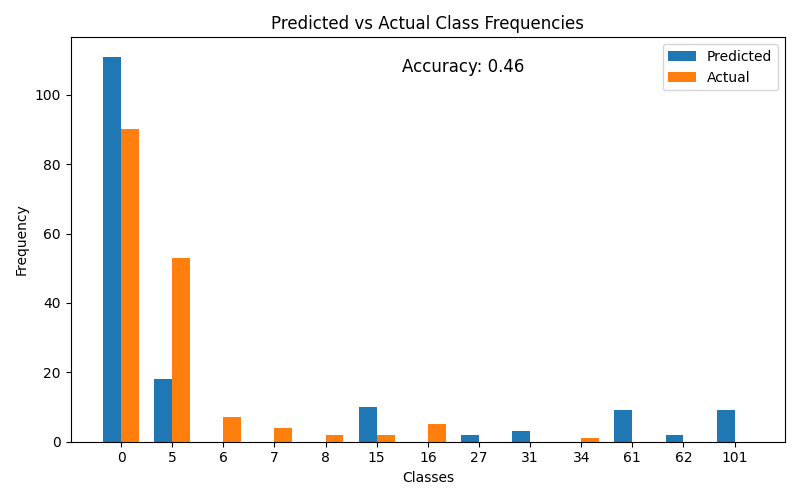 Predicted vs Actual Class Frequencies
Accuracy: 0.46
Predicted
Actual
Frequency
100
80
60
40
20
0
0 5 6 7 8 15 16 27 31 34 61 62 101
Classes